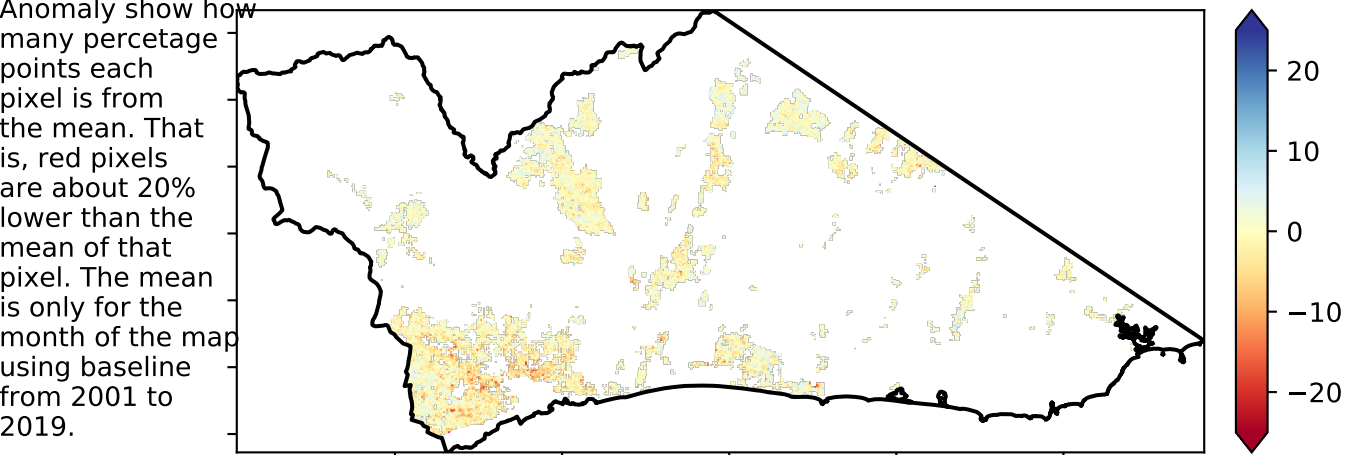 Anomaly show how
many percetage
points each
pixel is from
the mean. That
is, red pixels
are about 20%
lower than the
mean of that
pixel. The mean
is only for the
month of the map
using baseline
from 2001 to
2019.
20
10
0
−10
−20